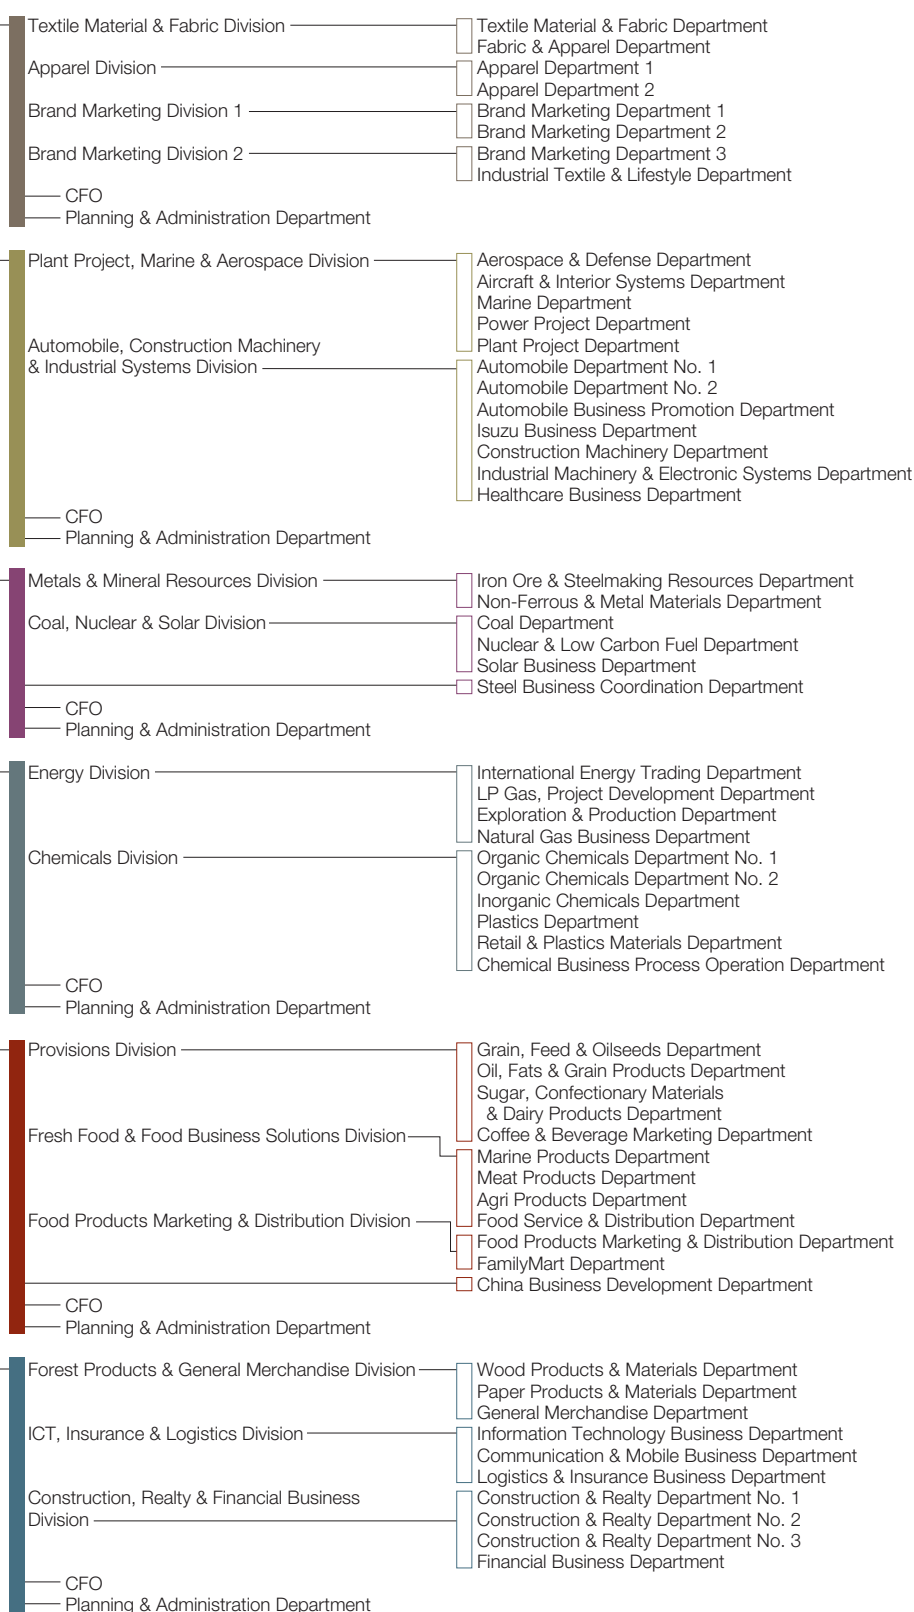 Textile Material & Fabric Division
Textile Material & Fabric Department
Fabric & Apparel Department
Apparel Division
Apparel Department 1
Apparel Department 2
Brand Marketing Division 1
Brand Marketing Department 1
Brand Marketing Department 2
Brand Marketing Division 2
Brand Marketing Department 3
Industrial Textile & Lifestyle Department
CFO
Planning & Administration Department
Plant Project, Marine & Aerospace Division
Aerospace & Defense Department
Aircraft & Interior Systems Department
Marine Department
Power Project Department
Plant Project Department
Automobile, Construction Machinery
& Industrial Systems Division
Automobile Department No. 1
Automobile Department No. 2
Automobile Business Promotion Department
Isuzu Business Department
Construction Machinery Department
Industrial Machinery & Electronic Systems Department
Healthcare Business Department
CFO
Planning & Administration Department
Metals & Mineral Resources Division
Iron Ore & Steelmaking Resources Department
Non-Ferrous & Metal Materials Department
Coal, Nuclear & Solar Division
Coal Department
Nuclear & Low Carbon Fuel Department
Solar Business Department
Steel Business Coordination Department
CFO
Planning & Administration Department
Energy Division
International Energy Trading Department
LP Gas, Project Development Department
Exploration & Production Department
Natural Gas Business Department
Chemicals Division
Organic Chemicals Department No. 1
Organic Chemicals Department No. 2
Inorganic Chemicals Department
Plastics Department
Retail & Plastics Materials Department
Chemical Business Process Operation Department
CFO
Planning & Administration Department
Provisions Division
Grain, Feed & Oilseeds Department
Oil, Fats & Grain Products Department
Sugar, Confectionary Materials
& Dairy Products Department
Coffee & Beverage Marketing Department
Fresh Food & Food Business Solutions Division
Marine Products Department
Meat Products Department
Agri Products Department
Food Service & Distribution Department
Food Products Marketing & Distribution Division
Food Products Marketing & Distribution Department
FamilyMart Department
China Business Development Department
CFO
Planning & Administration Department
Forest Products & General Merchandise Division
Wood Products & Materials Department
Paper Products & Materials Department
General Merchandise Department
ICT, Insurance & Logistics Division
Information Technology Business Department
Communication & Mobile Business Department
Logistics & Insurance Business Department
Construction, Realty & Financial Business
Division
Construction & Realty Department No. 1
Construction & Realty Department No. 2
Construction & Realty Department No. 3
Financial Business Department
CFO
Planning & Administration Department